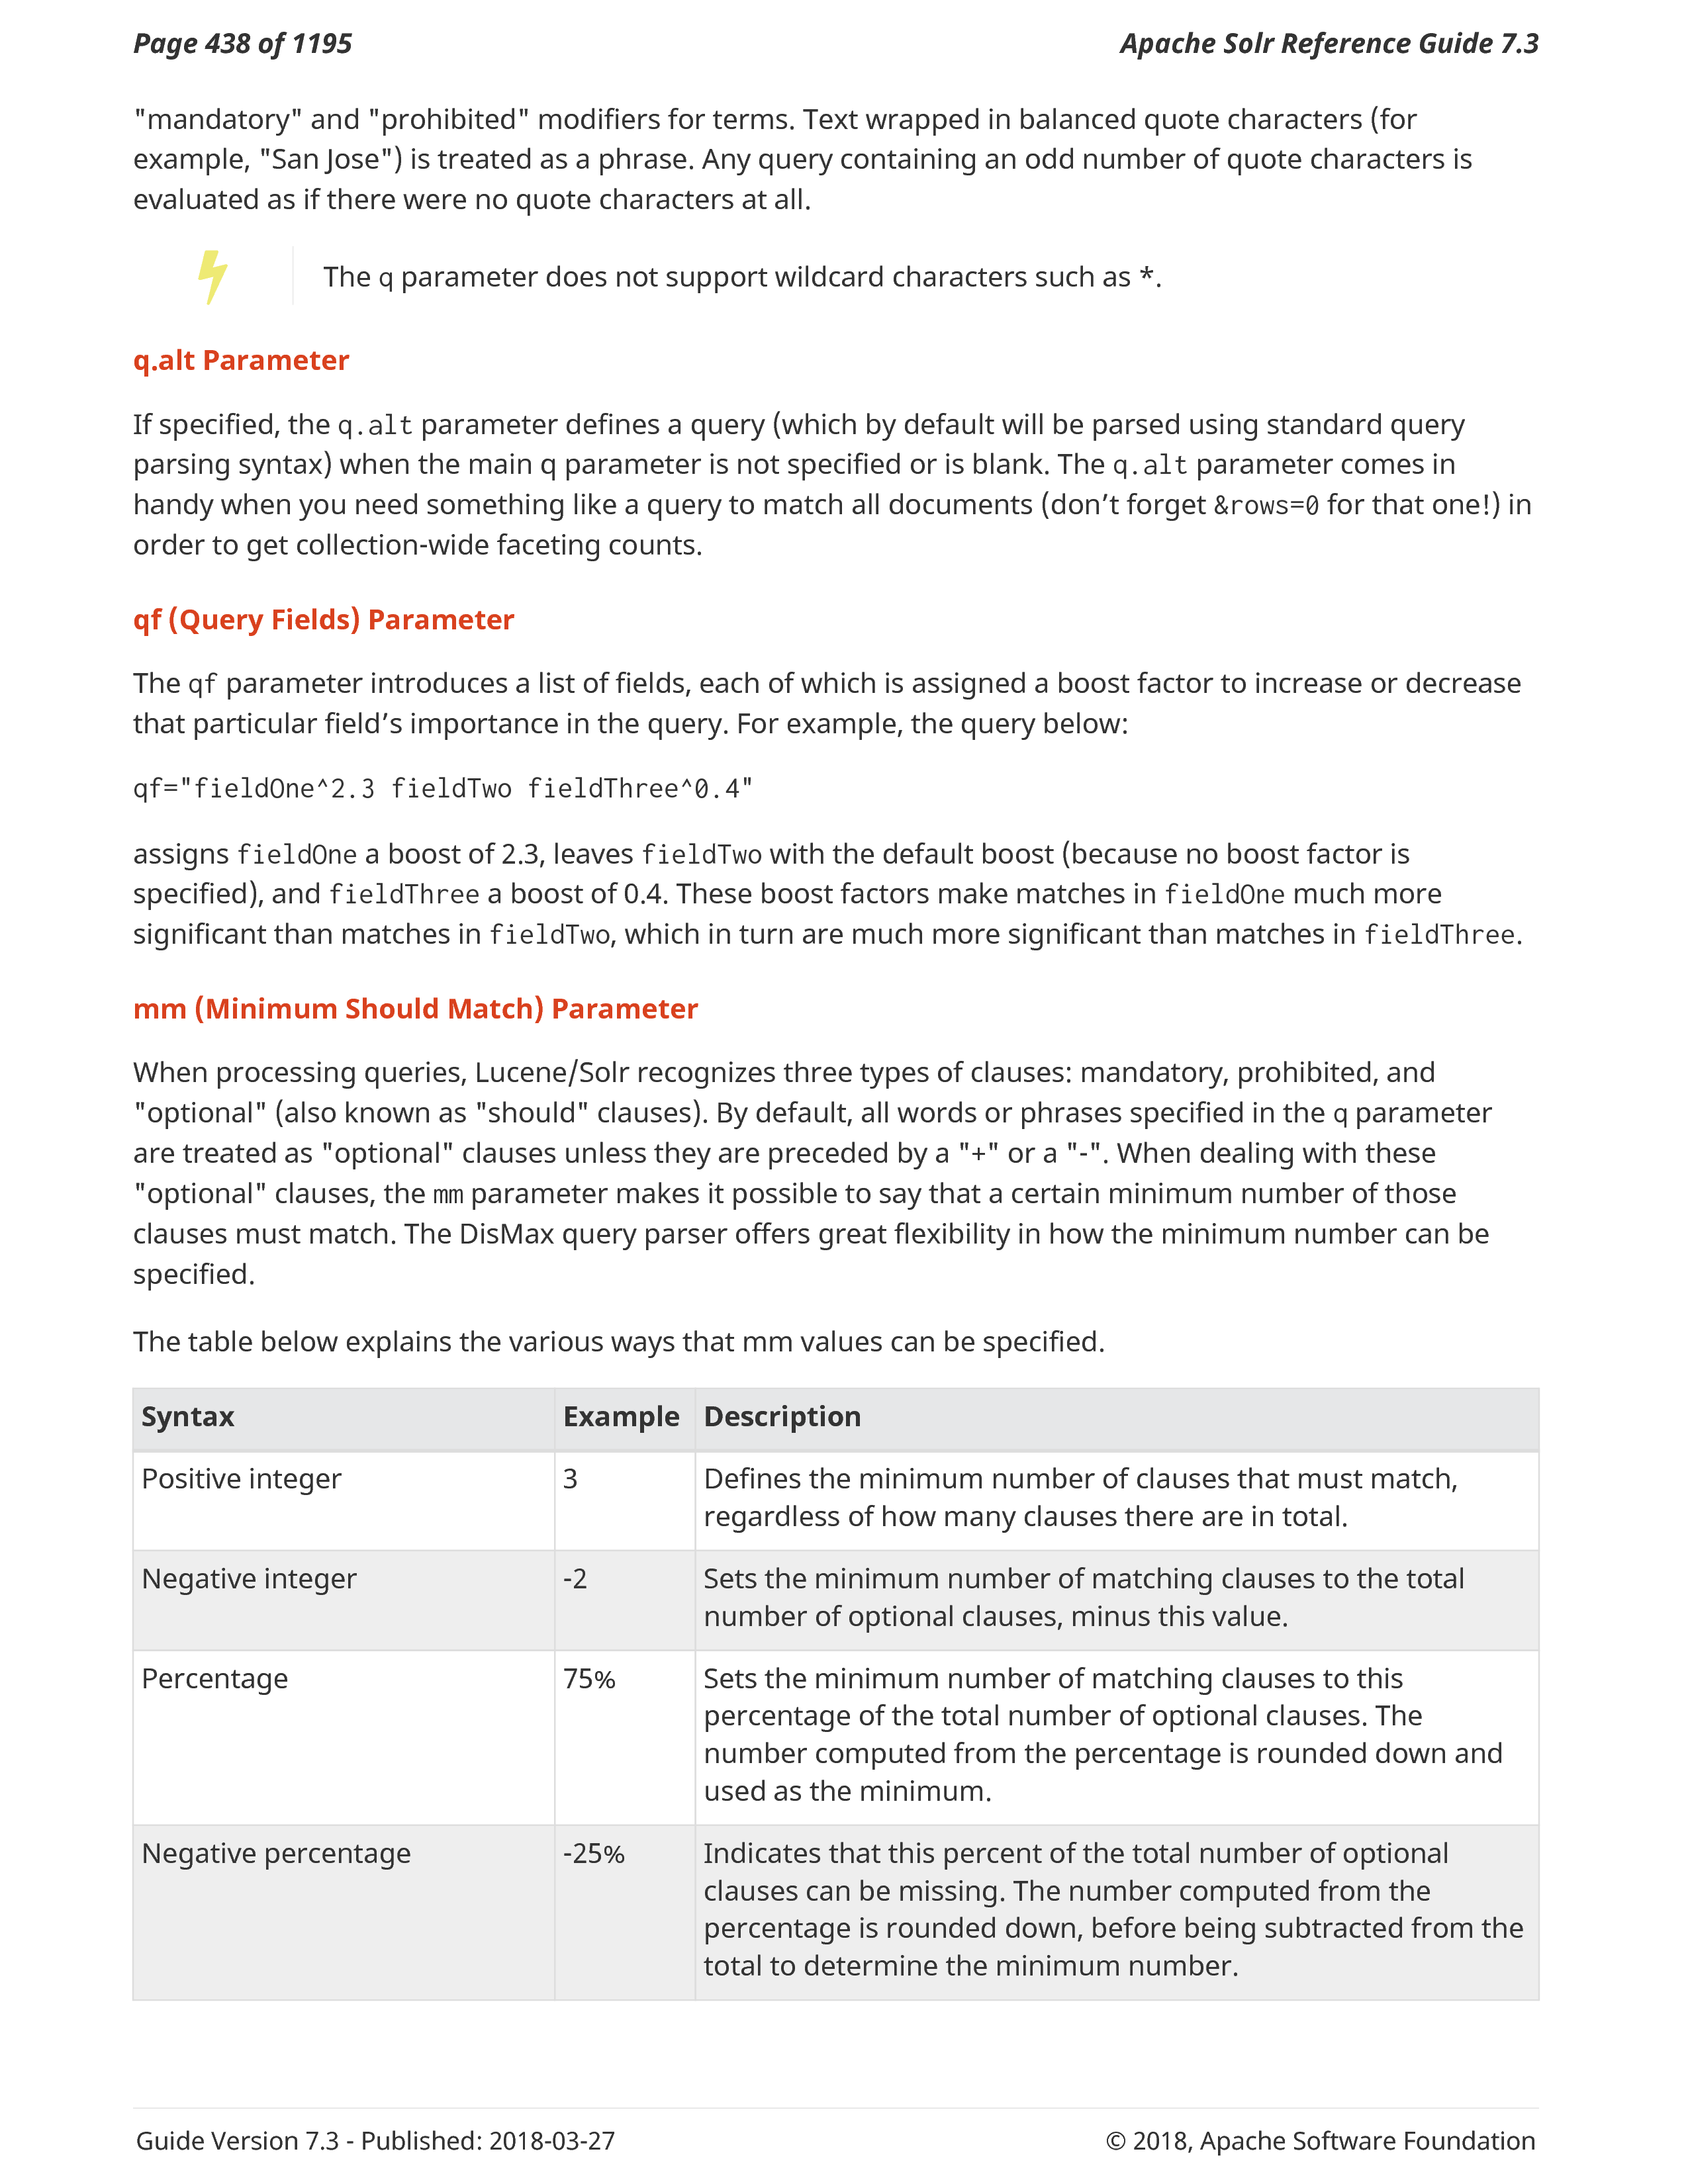 Page 438 of 1195
Apache Solr Reference Guide 7.3
"mandatory" and "prohibited" modifiers for terms. Text wrapped in balanced quote characters (for
example, "San Jose") is treated as a phrase. Any query containing an odd number of quote characters is
evaluated as if there were no quote characters at all.
The q parameter does not support wildcard characters such as *.
q.alt Parameter
If specified, the q.alt parameter defines a query (which by default will be parsed using standard query
parsing syntax) when the main q parameter is not specified or is blank. The q.alt parameter comes in
handy when you need something like a query to match all documents (don’t forget &rows=0 for that one!) in
order to get collection-wide faceting counts.
qf (Query Fields) Parameter
The qf parameter introduces a list of fields, each of which is assigned a boost factor to increase or decrease
that particular field’s importance in the query. For example, the query below:
qf="fieldOne^2.3 fieldTwo fieldThree^0.4"
assigns fieldOne a boost of 2.3, leaves fieldTwo with the default boost (because no boost factor is
specified), and fieldThree a boost of 0.4. These boost factors make matches in fieldOne much more
significant than matches in fieldTwo, which in turn are much more significant than matches in fieldThree.
mm (Minimum Should Match) Parameter
When processing queries, Lucene/Solr recognizes three types of clauses: mandatory, prohibited, and
"optional" (also known as "should" clauses). By default, all words or phrases specified in the q parameter
are treated as "optional" clauses unless they are preceded by a "+" or a "-". When dealing with these
"optional" clauses, the mm parameter makes it possible to say that a certain minimum number of those
clauses must match. The DisMax query parser offers great flexibility in how the minimum number can be
specified.
The table below explains the various ways that mm values can be specified.
Syntax Example Description
Positive integer 3 Defines the minimum number of clauses that must match,
regardless of how many clauses there are in total.
Negative integer -2 Sets the minimum number of matching clauses to the total
number of optional clauses, minus this value.
Percentage 75% Sets the minimum number of matching clauses to this
percentage of the total number of optional clauses. The
number computed from the percentage is rounded down and
used as the minimum.
Negative percentage -25% Indicates that this percent of the total number of optional
clauses can be missing. The number computed from the
percentage is rounded down, before being subtracted from the
total to determine the minimum number.
Guide Version 7.3 - Published: 2018-03-27
© 2018, Apache Software Foundation